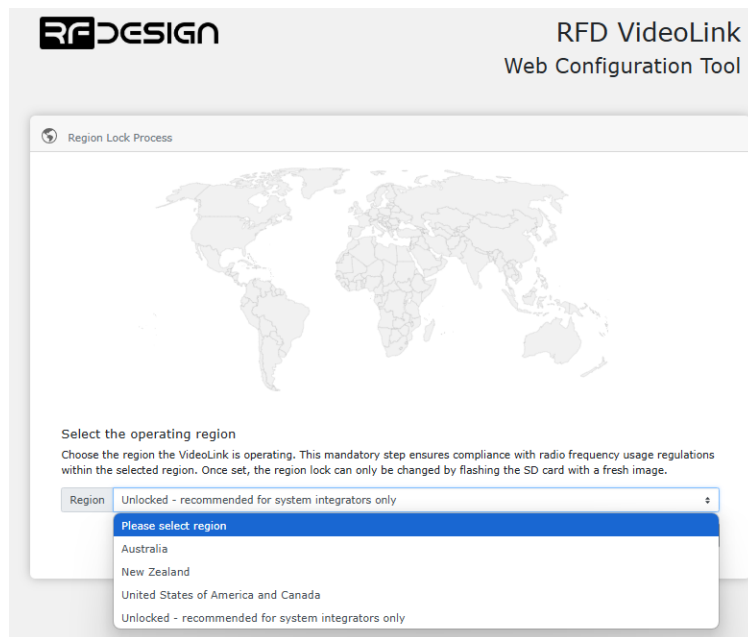 RFDESIGN
RFD VideoLink
Web Configuration Tool
Region Lock Process
Select the operating region
Choose the region the VideoLink is operating. This mandatory step ensures compliance with radio frequency usage regulations
within the selected region. Once set, the region lock can only be changed by flashing the SD card with a fresh image.
Region Unlocked - recommended for system integrators only
Please select region
Australia
New Zealand
United States of America and Canada
Unlocked - recommended for system integrators only